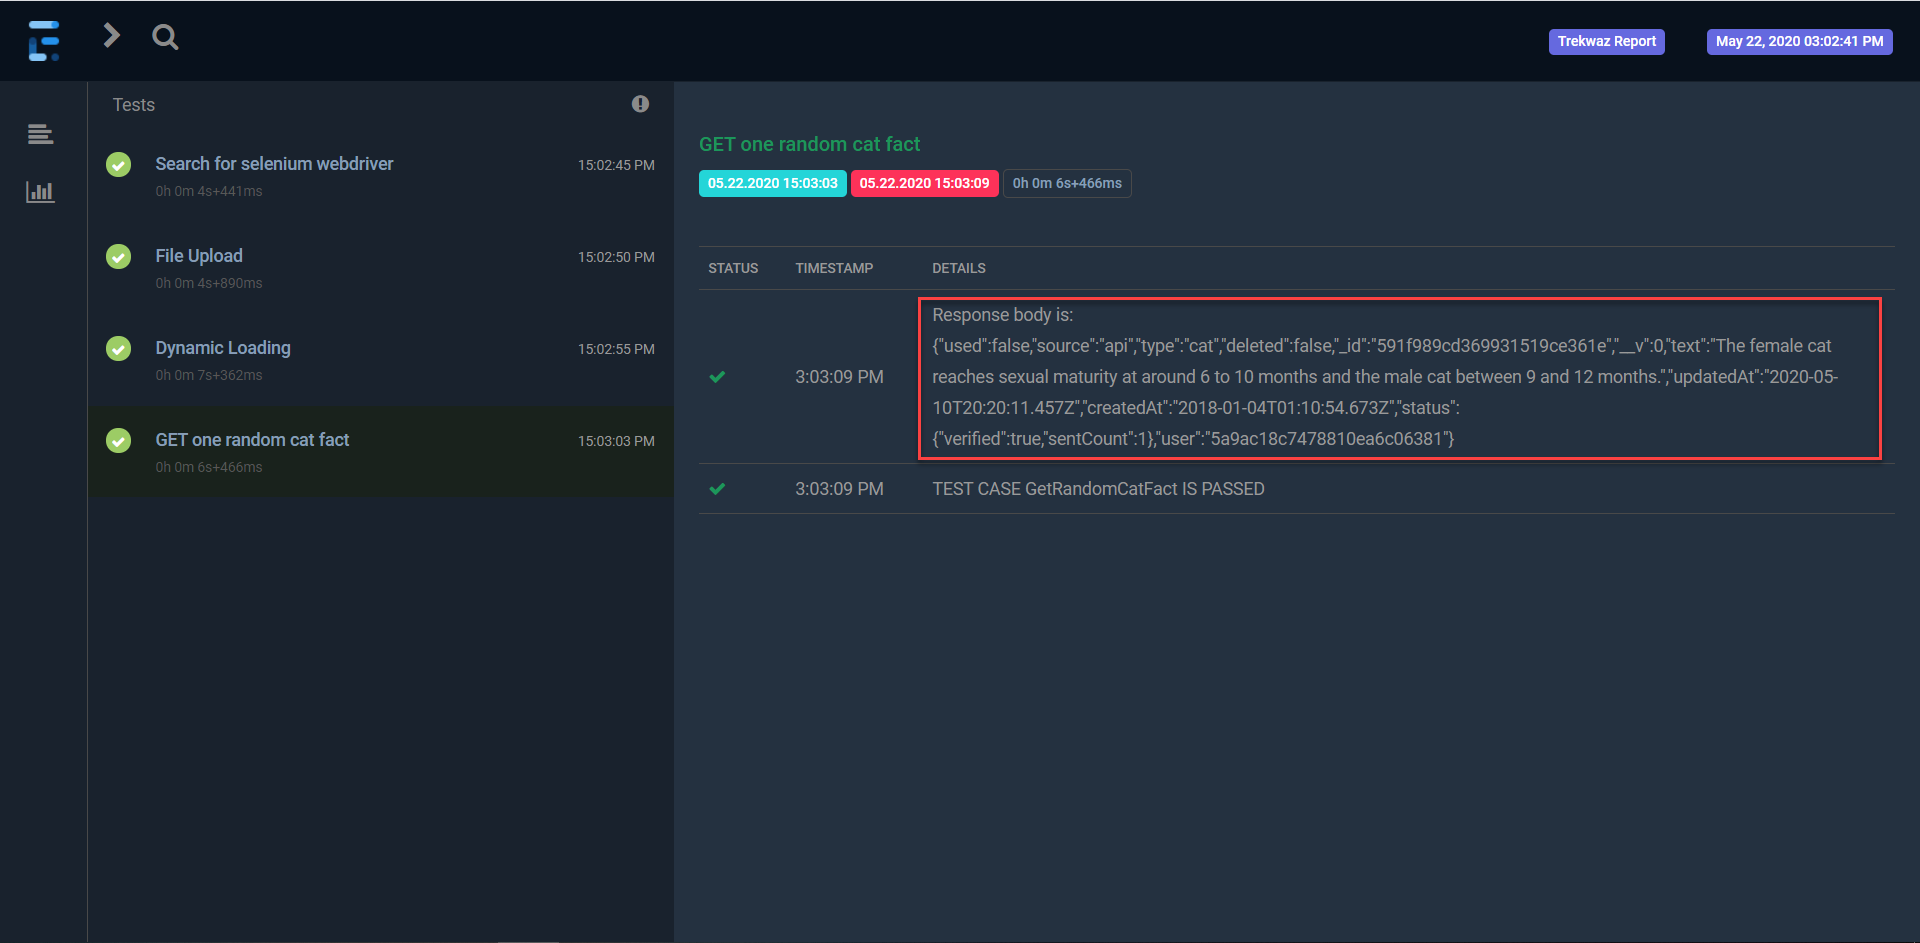 Trekwaz Report
May 22, 2020 03:02:41 PM
Tests
Search for selenium webdriver
15:02:45 PM
0h 0m 4s+441ms
File Upload
15:02:50 PM
0h 0m 4s+890ms
Dynamic Loading
15:02:55 PM
0h 0m 7s+362ms
GET one random cat fact
15:03:03 PM
0h 0m 6s+466ms
GET one random cat fact
05.22.2020 15:03:03 05.22.2020 15:03:09 0h 0m 6s+466ms
STATUS TIMESTAMP DETAILS
3:03:09 PM
Response body is:
{"used":false,"source":"api","type":"cat","deleted":false,"_id":"591f989cd369931519ce361e","__v":0,"text":"The female cat
reaches sexual maturity at around 6 to 10 months and the male cat between 9 and 12 months.","updatedAt":"2020-05-
10T20:20:11.457Z","createdAt":"2018-01-04T01:10:54.673Z","status":
{"verified":true,"sentCount":1},"user":"5a9ac18c7478810ea6c06381"}
3:03:09 PM TEST CASE GetRandomCatFact IS PASSED